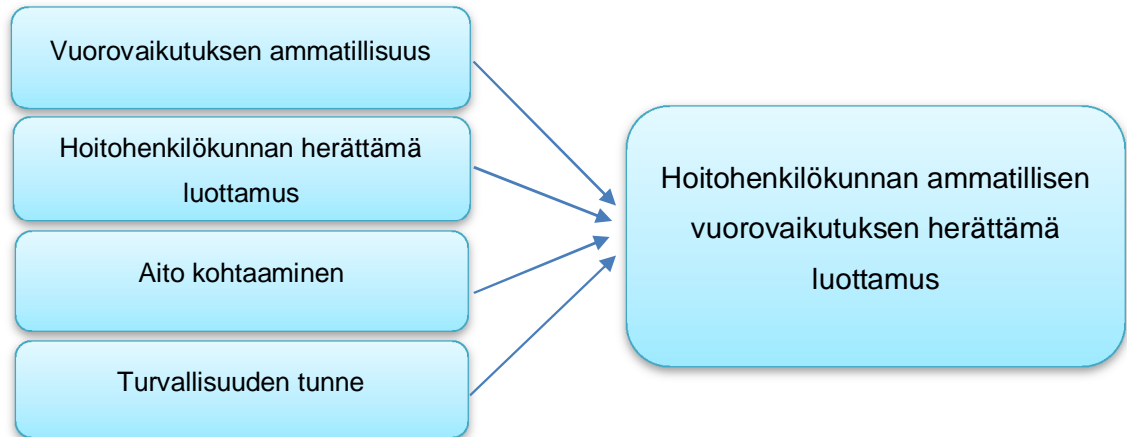 Vuorovaikutuksen ammatillisuus
Hoitohenkilökunnan herättämä
luottamus
Aito kohtaaminen
Turvallisuuden tunne
Hoitohenkilökunnan ammatillisen
vuorovaikutuksen herättämä
luottamus